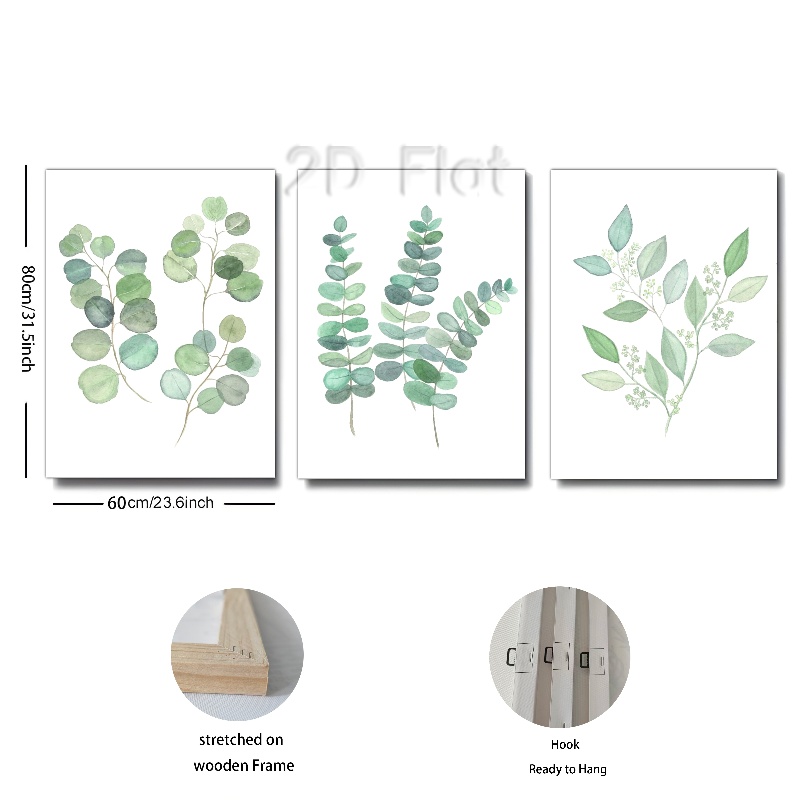 2D Flat
80cm/31.5inch
60cm/23.6inch
stretched on
wooden Frame
Hook
Ready to Hang